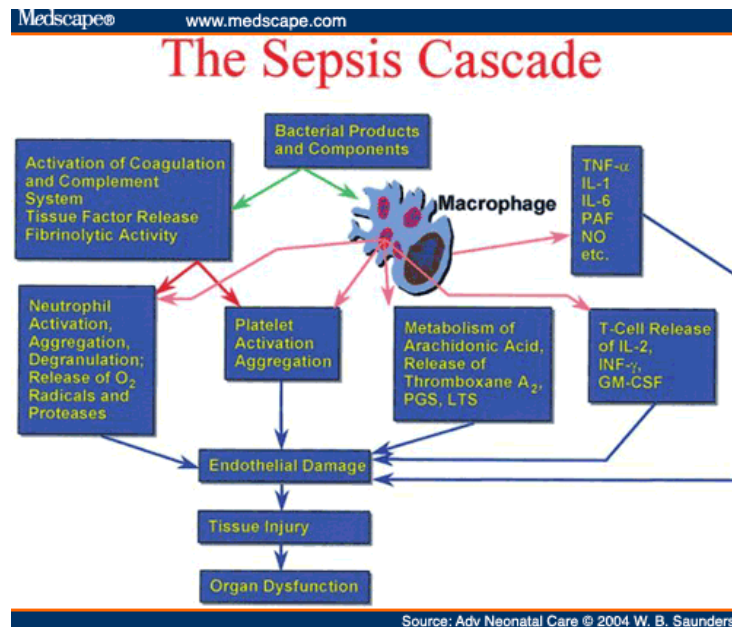 Medscape® www.medscape.com
The Sepsis Cascade
Bacterial Products
and Components
Activation of Coagulation
and Complement
System
Tissue Factor Release
Fibrinolytic Activity
Macrophage
TNF-α
IL-1
IL-6
PAF
NO
etc.
Neutrophil
Activation,
Aggregation,
Degranulation;
Release of O₂
Radicals and
Proteases
Platelet
Activation
Aggregation
Metabolism of
Arachidonic Acid,
Release of
Thromboxane A₂,
PGS, LTS
T-Cell Release
of IL-2,
INF-γ,
GM-CSF
Endothelial Damage
Tissue Injury
Organ Dysfunction
Source: Adv Neonatal Care © 2004 W. B. Saunders